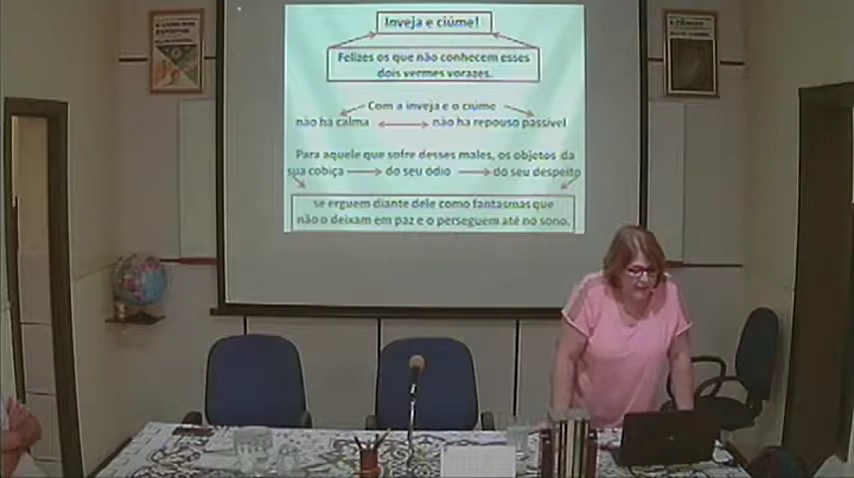 Inveja e ciúme!
Felizes os que não conhecem esses
dois vermes vorazes.
Com a inveja e o ciúme
não há calma não há repouso passível
Para aquele que sofre desses males, os objetos da
sua cobiça do seu ódio do seu despeito
se erguem diante dele como fantasmas que
não o deixam em paz e o perseguem até no sono.